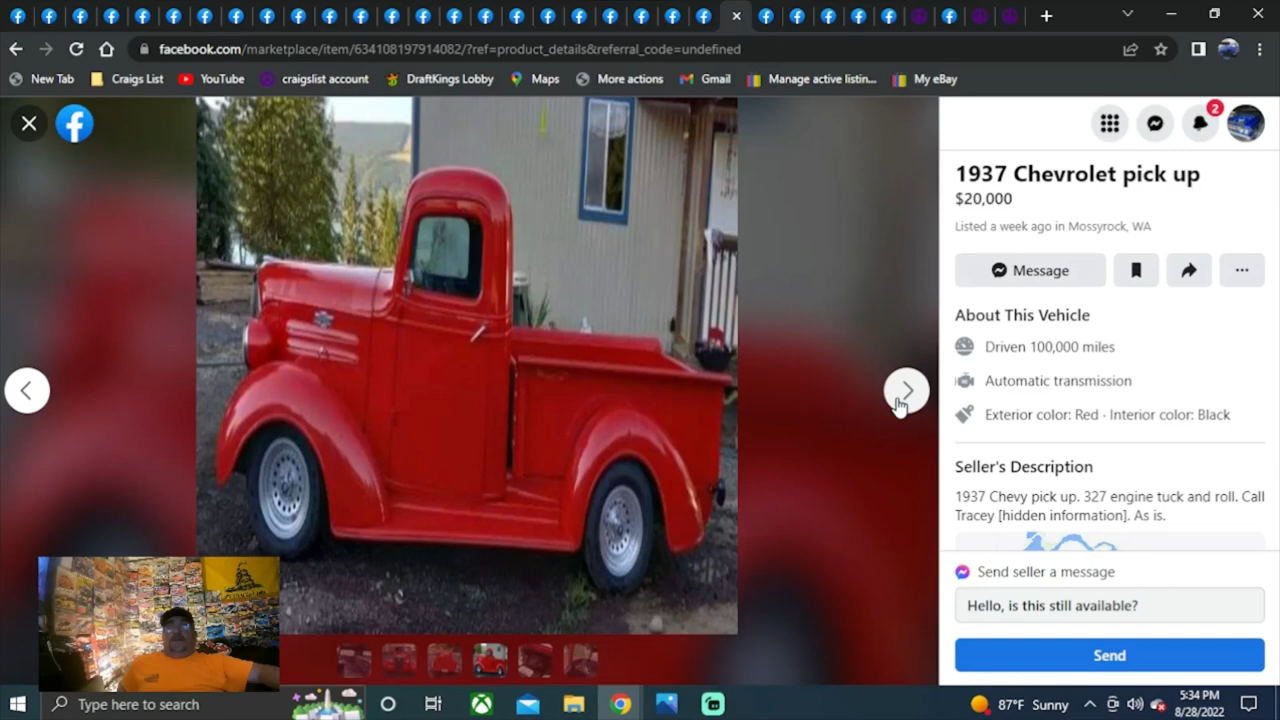 facebook.com/marketplace/item/634108197914082/?ref=product_details&referral_code=undefined
New Tab
Craigs List
YouTube
craigslist account
DraftKings Lobby
Maps
More actions
Gmail
Manage active listin...
My eBay
2
1937 Chevrolet pick up
$20,000
Listed a week ago in Mossyrock, WA
Message
About This Vehicle
Driven 100,000 miles
Automatic transmission
Exterior color: Red · Interior color: Black
Seller's Description
1937 Chevy pick up. 327 engine tuck and roll. Call
Tracey [hidden information]. As is.
Send seller a message
Hello, is this still available?
Send
Type here to search
87°F Sunny
5:34 PM
8/28/2022